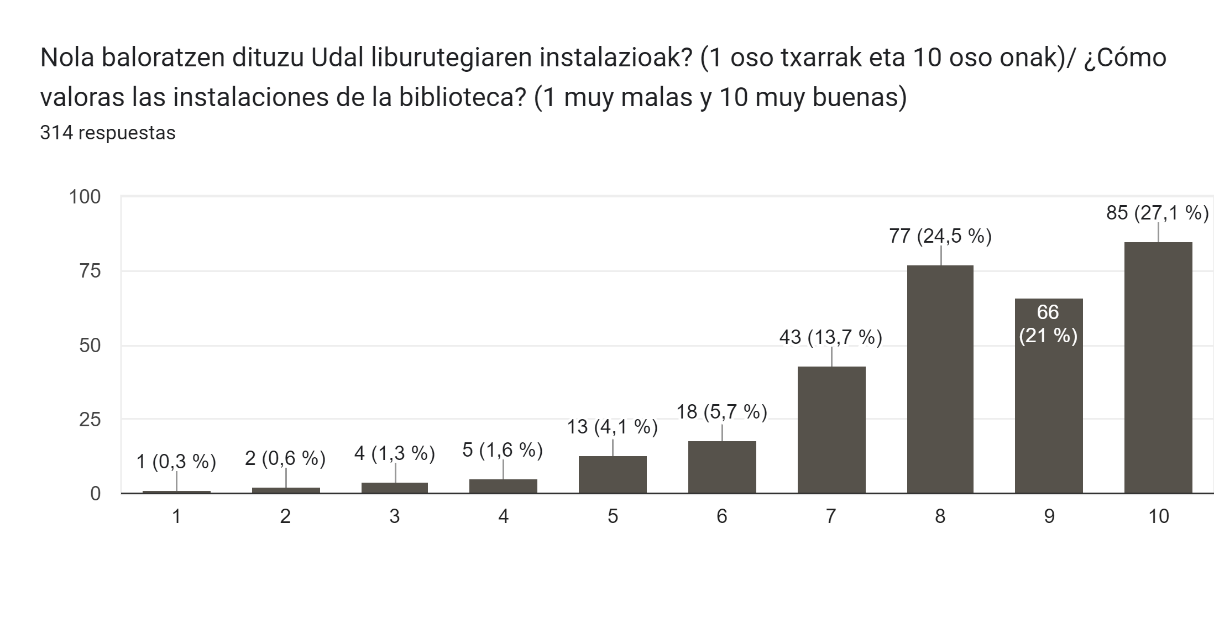 Nola baloratzen dituzu Udal liburutegiaren instalazioak? (1 oso txarrak eta 10 oso onak)/ ¿Cómo
valoras las instalaciones de la biblioteca? (1 muy malas y 10 muy buenas)
314 respuestas
100
75
50
25
0
1 (0,3 %)
2 (0,6 %)
4 (1,3 %)
5 (1,6 %)
13 (4,1 %)
18 (5,7 %)
43 (13,7 %)
77 (24,5 %)
66
(21 %)
85 (27,1 %)
1 2 3 4 5 6 7 8 9 10